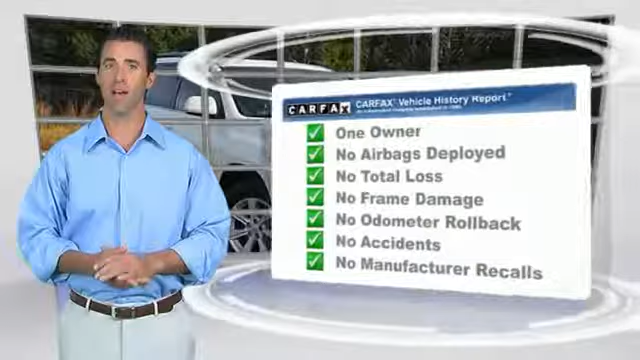 CARFAX CARFAX Vehicle History Report™
One Owner
No Airbags Deployed
No Total Loss
No Frame Damage
No Odometer Rollback
No Accidents
No Manufacturer Recalls